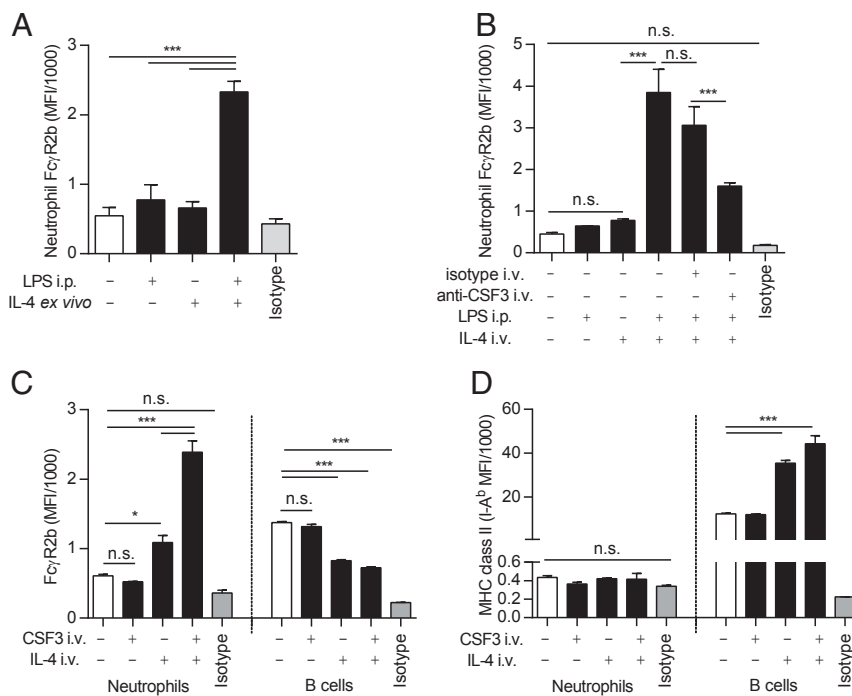 A
***
3
2
1
0
Neutrophil FcγR2b (MFI/1000)
LPS i.p. – + – +
IL-4 ex vivo – – + +
Isotype
B
n.s.
*** n.s.
***
n.s.
5
4
3
2
1
0
Neutrophil FcγR2b (MFI/1000)
isotype i.v. – – – – + –
anti-CSF3 i.v. – – – – – +
LPS i.p. – + – + + +
IL-4 i.v. – – + + + +
Isotype
C
n.s.
***
*
n.s.
***
***
n.s.
3
2
1
0
FcγR2b (MFI/1000)
CSF3 i.v. – + – + – + – +
IL-4 i.v. – – + + – – + +
Isotype
Isotype
Neutrophils B cells
D
***
n.s.
60
40
20
0.6
0.4
0.2
0.0
MHC class II (I-Aᵇ MFI/1000)
CSF3 i.v. – + – + – + – +
IL-4 i.v. – – + + – – + +
Isotype
Isotype
Neutrophils B cells